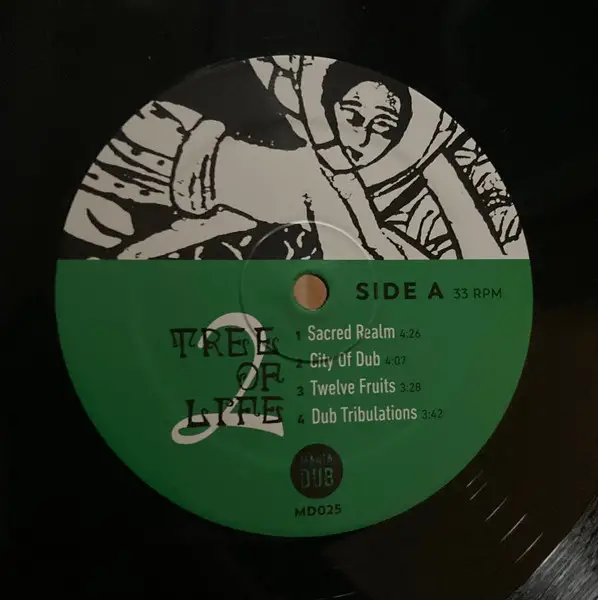 SIDE A 33 RPM
TREE
OF
LIFE
2
1 Sacred Realm 4:26
2 City Of Dub 4:07
3 Twelve Fruits 3:28
4 Dub Tribulations 3:42
DUB
MD025